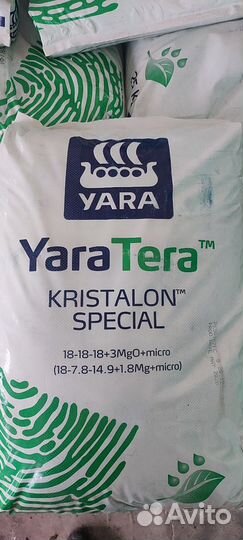 YARA
YaraTera™
KRISTALON™
SPECIAL
18-18-18+3MgO+micro
(18-7.8-14.9+1.8Mg+micro)
Avito